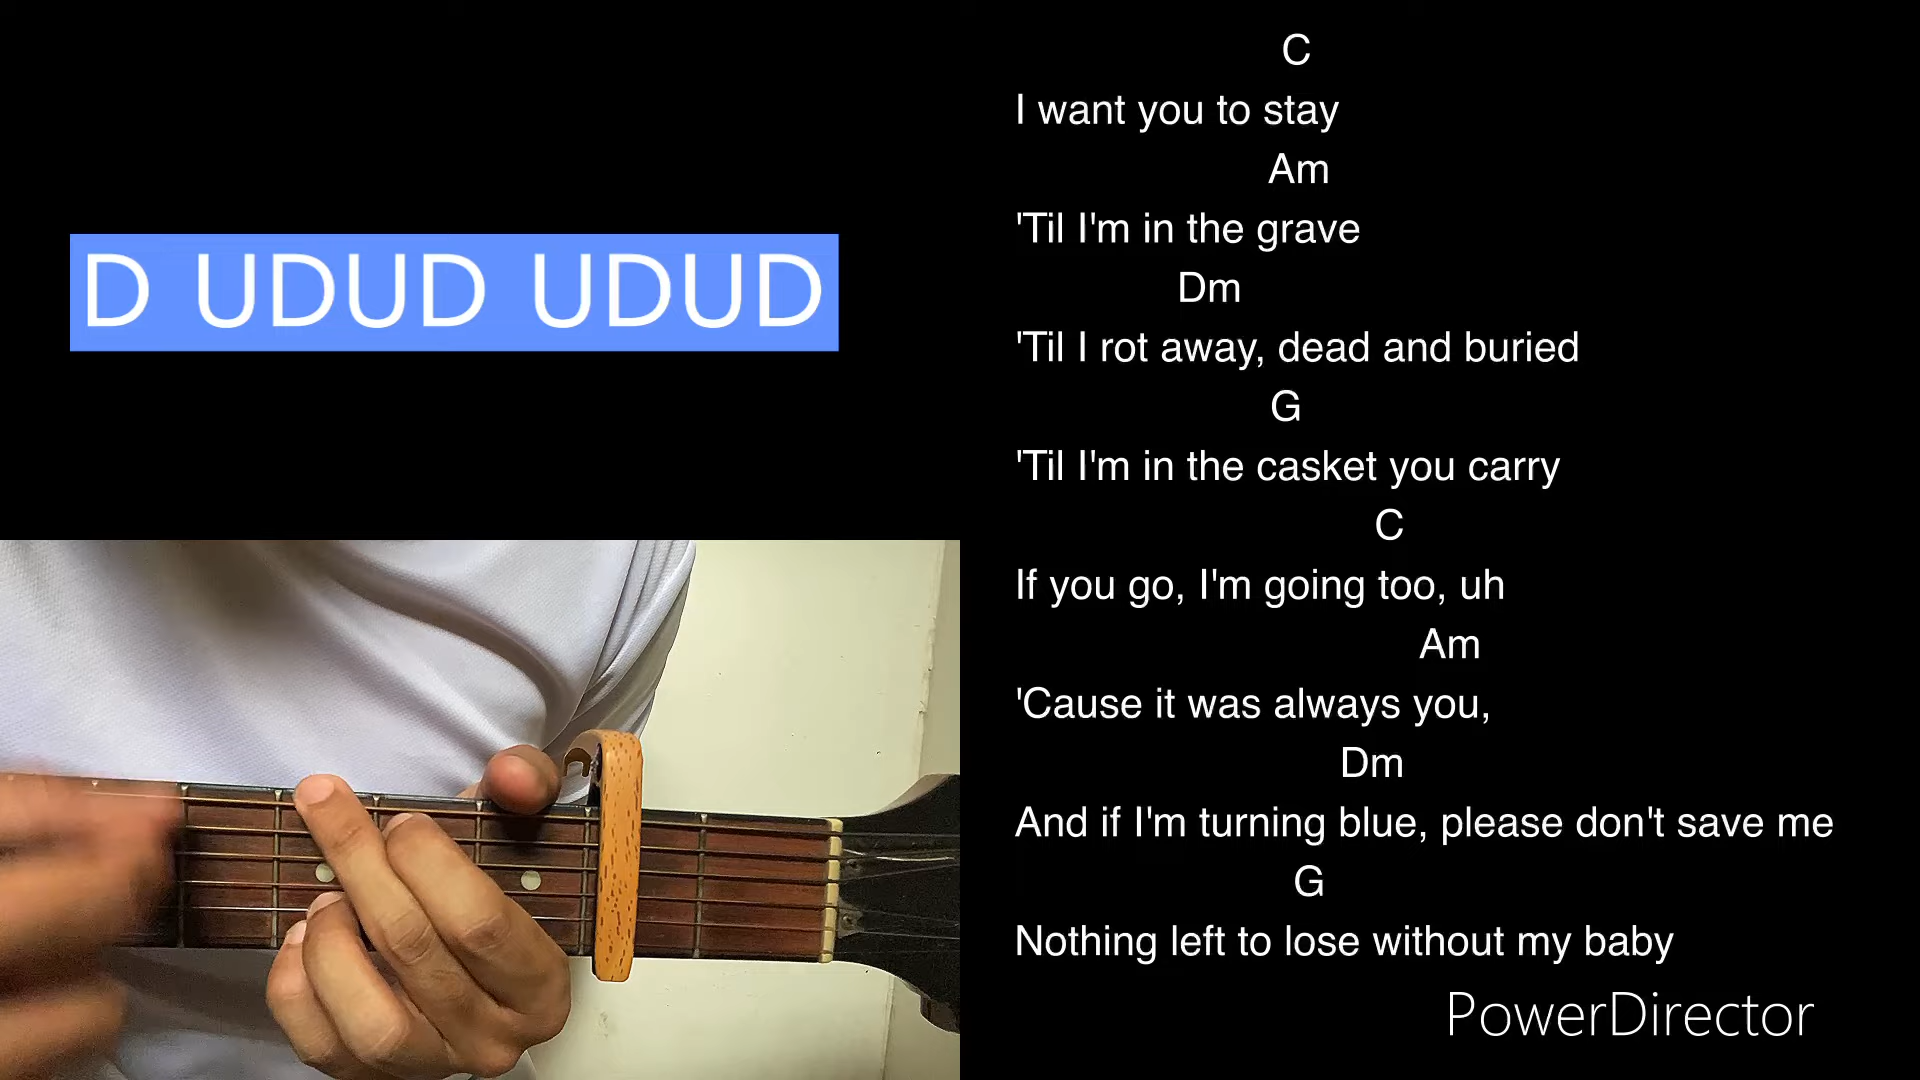 D UDUD UDUD
C
I want you to stay
Am
'Til I'm in the grave
Dm
'Til I rot away, dead and buried
G
'Til I'm in the casket you carry
C
If you go, I'm going too, uh
Am
'Cause it was always you,
Dm
And if I'm turning blue, please don't save me
G
Nothing left to lose without my baby
PowerDirector